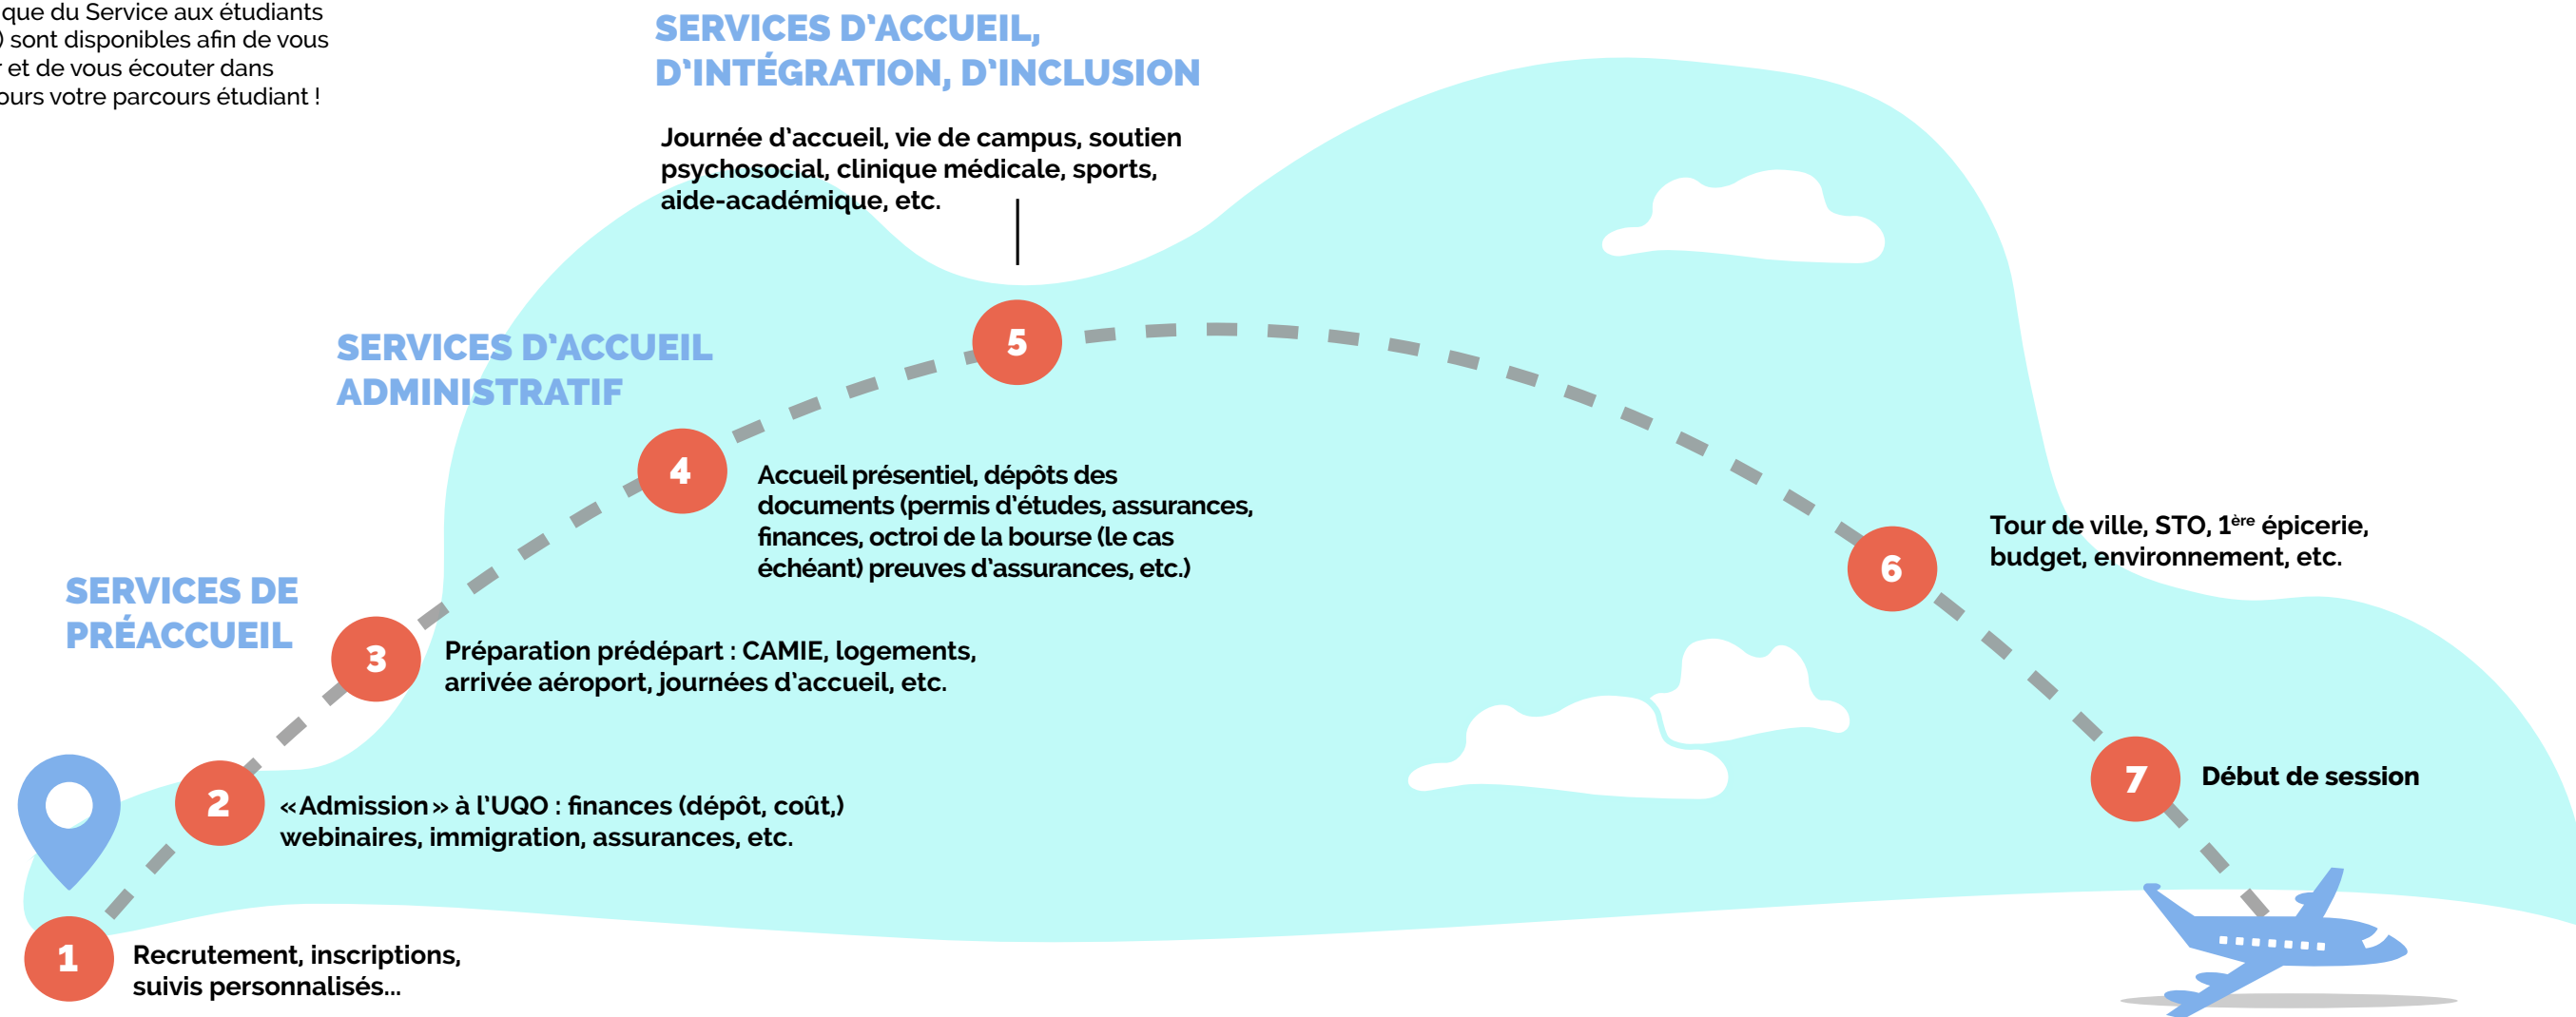 que du Service aux étudiants
) sont disponibles afin de vous
et de vous écouter dans
ours votre parcours étudiant !
SERVICES D'ACCUEIL,
D'INTÉGRATION, D'INCLUSION
Journée d'accueil, vie de campus, soutien
psychosocial, clinique médicale, sports,
aide-académique, etc.
5
SERVICES D'ACCUEIL
ADMINISTRATIF
4
Accueil présentiel, dépôts des
documents (permis d'études, assurances,
finances, octroi de la bourse (le cas
échéant) preuves d'assurances, etc.)
6
Tour de ville, STO, 1ère épicerie,
budget, environnement, etc.
SERVICES DE
PRÉACCUEIL
3
Préparation prédépart : CAMIE, logements,
arrivée aéroport, journées d'accueil, etc.
7
Début de session
2
« Admission » à l'UQO : finances (dépôt, coût,)
webinaires, immigration, assurances, etc.
1
Recrutement, inscriptions,
suivis personnalisés...